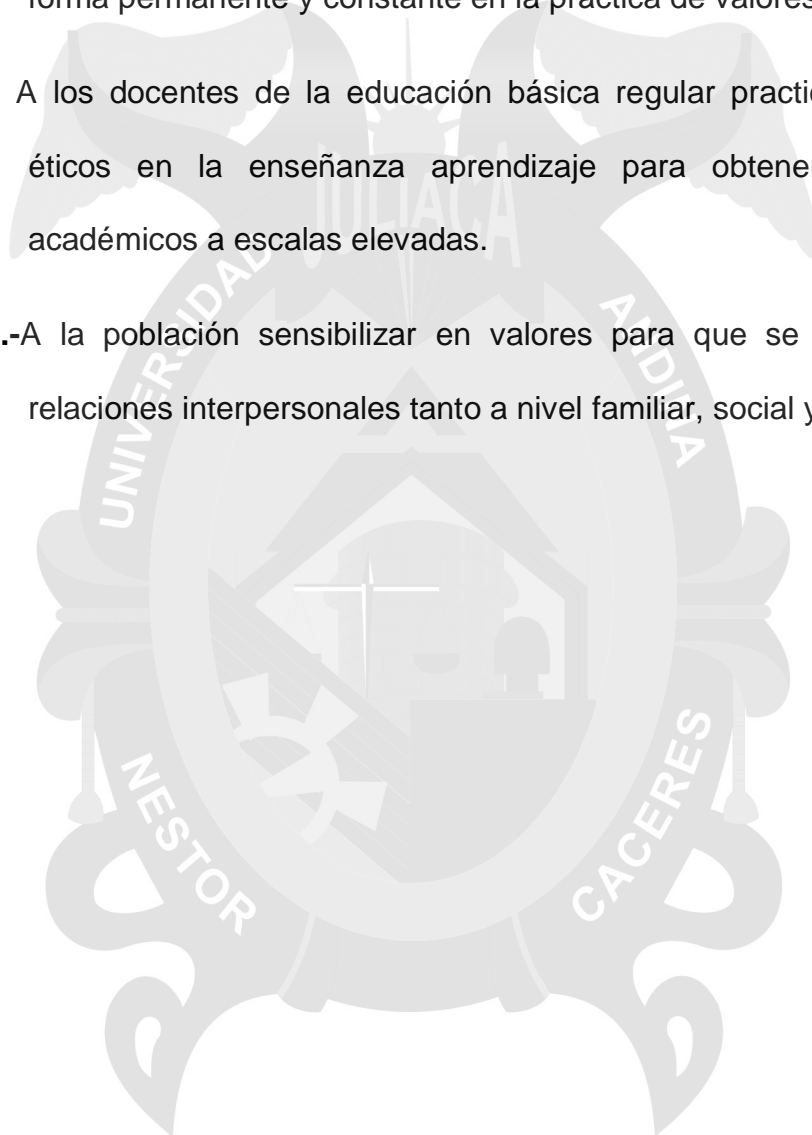 forma permanente y constante en la práctica de valores
A los docentes de la educación básica regular
éticos en la enseñanza aprendizaje para
académicos a escalas elevadas.
.-A la población sensibilizar en valores para que se
relaciones interpersonales tanto a nivel familiar, social y
JULIACA
UNIVERSIDAD
ANDINA
NESTOR
CACERES